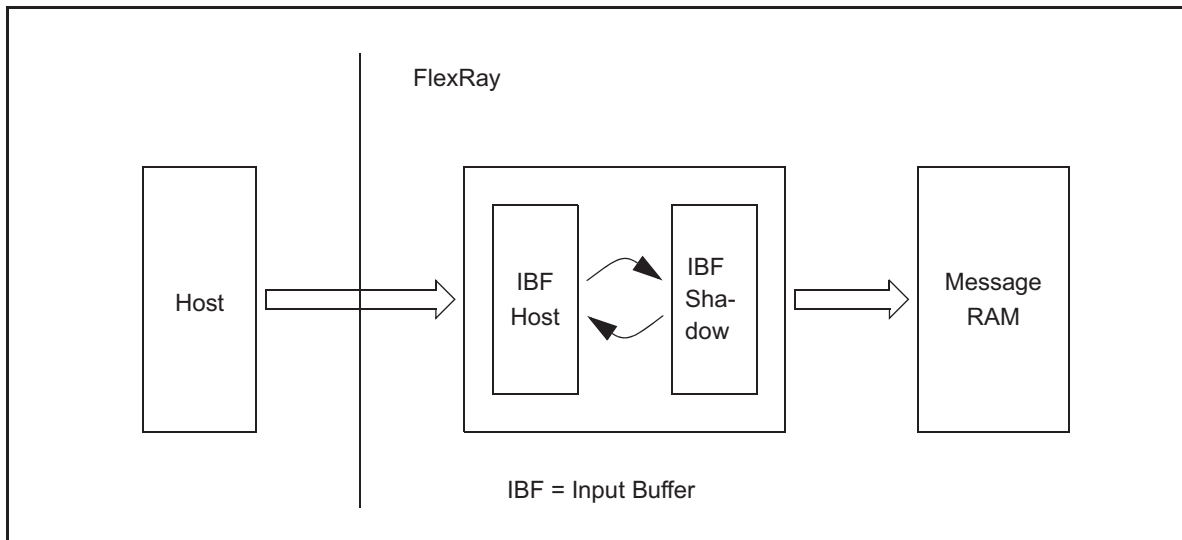 FlexRay
Host
IBF
Host
IBF
Sha-
dow
Message
RAM
IBF = Input Buffer